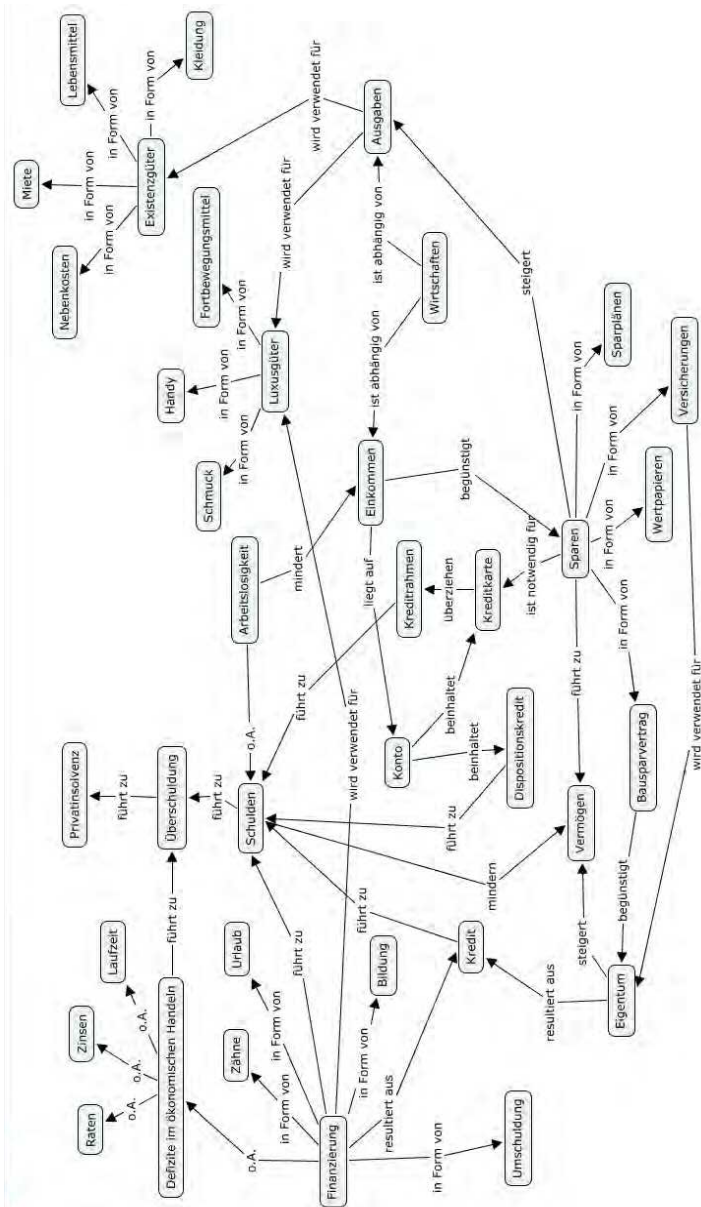 Nebenkosten
Miete
Lebensmittel
Raten
Zinsen
Laufzeit
Privatinsolvenz
in Form von
in Form von
in Form von
o.A.
o.A.
o.A.
führt zu
Existenzgüter
in Form von
Kleidung
Defizite im ökonomischen Handeln
führt zu
Überschuldung
Schmuck
Handy
Fortbewegungsmittel
o.A.
führt zu
in Form von
in Form von
in Form von
Zähne
Urlaub
Schulden
o.A.
Arbeitslosigkeit
Luxusgüter
wird verwendet für
wird verwendet für
in Form von
in Form von
führt zu
führt zu
mindert
Finanzierung
wird verwendet für
in Form von
Bildung
liegt auf
Einkommen
ist abhängig von
ist abhängig von
Ausgaben
resultiert aus
Konto
beinhaltet
Kreditrahmen
überziehen
in Form von
führt zu
führt zu
beinhaltet
Kredit
Kreditkarte
begünstigt
Wirtschaften
Umschuldung
mindern
Dispositionskredit
ist notwendig für
steigert
resultiert aus
steigert
Vermögen
führt zu
Sparen
in Form von
Sparplänen
Eigentum
begünstigt
Bausparvertrag
in Form von
in Form von
Wertpapieren
in Form von
Versicherungen
wird verwendet für